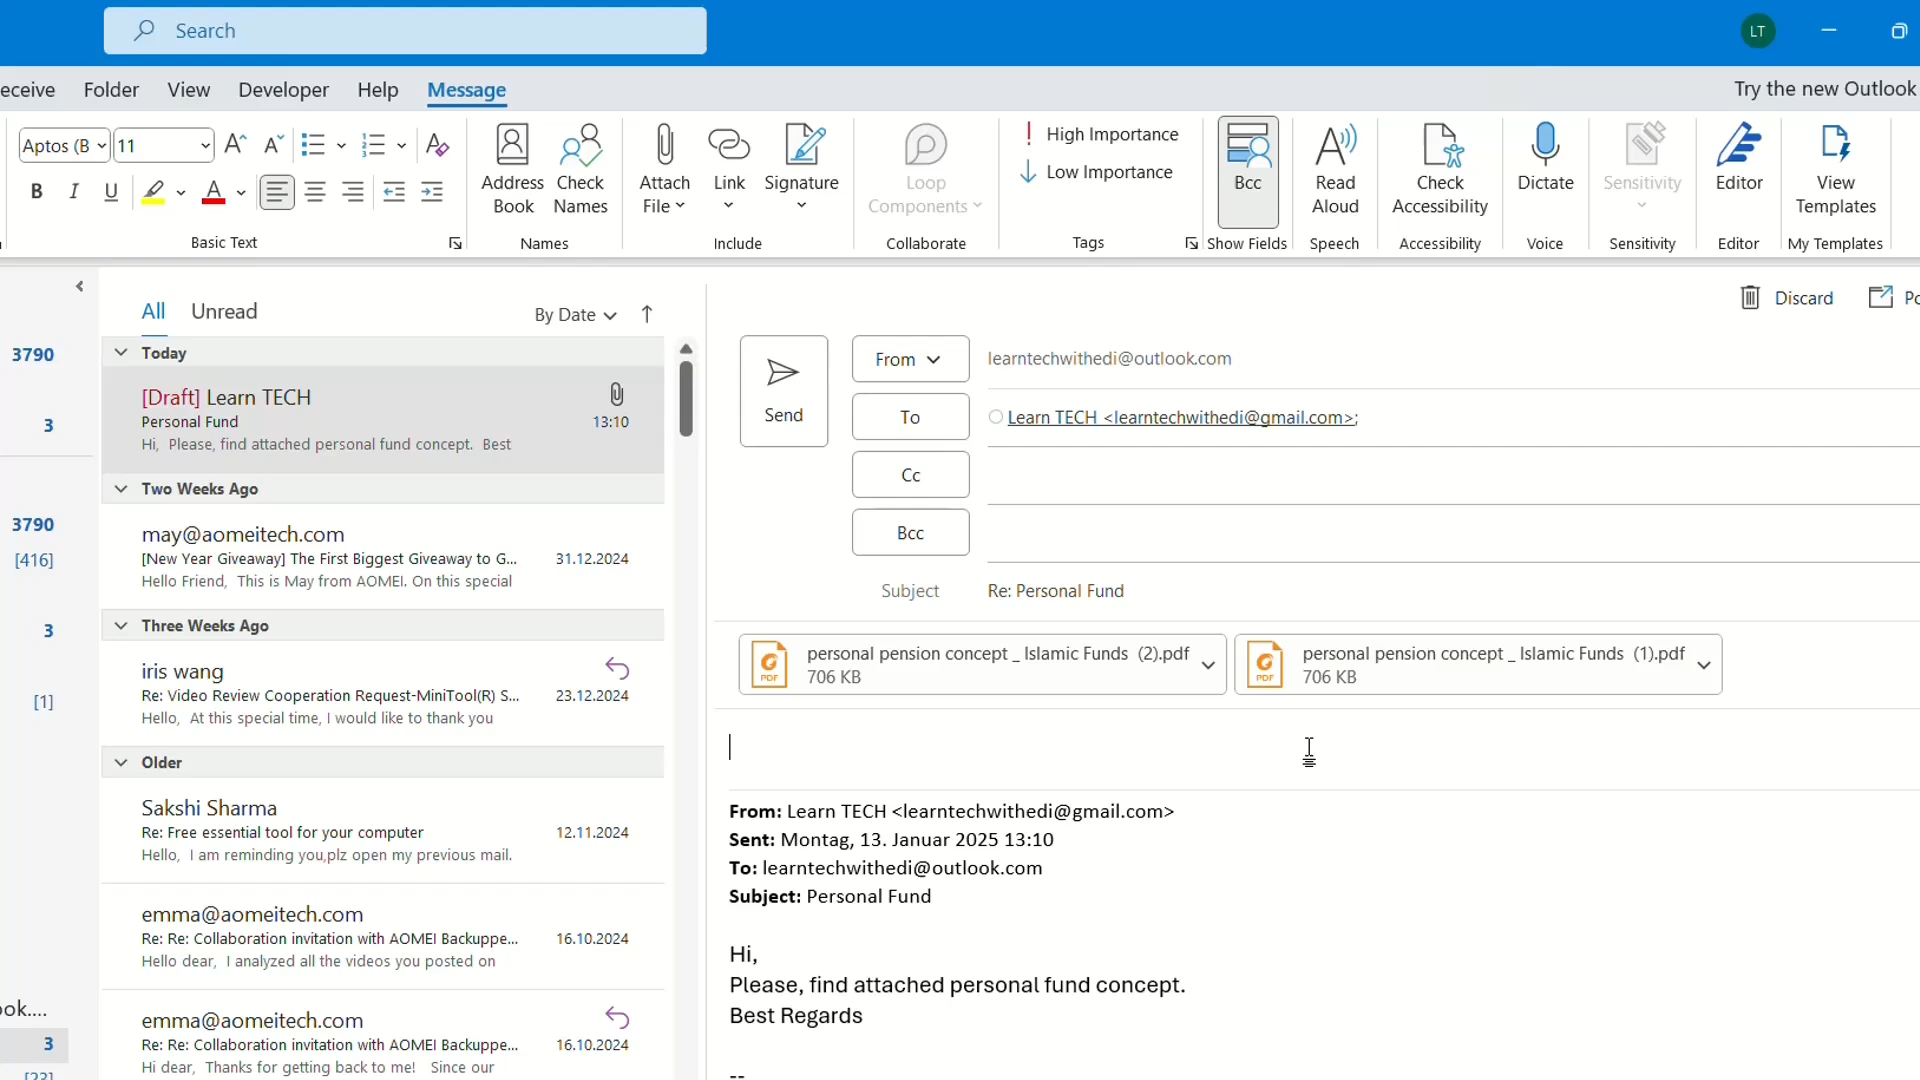 Search
LT
eceive Folder View Developer Help Message
Try the new Outlook
Aptos (B 11
B I U A
Basic Text
Address Book
Check Names
Names
Attach File
Link
Signature
Include
Loop Components
Collaborate
High Importance
Low Importance
Tags
Bcc
Show Fields
Read Aloud
Speech
Check Accessibility
Accessibility
Dictate
Voice
Sensitivity
Sensitivity
Editor
Editor
View Templates
My Templates
3790
3
3790
[416]
3
[1]
ook....
3
[23]
All Unread By Date
Today
[Draft] Learn TECH
Personal Fund 13:10
Hi, Please, find attached personal fund concept. Best
Two Weeks Ago
may@aomeitech.com
[New Year Giveaway] The First Biggest Giveaway to G... 31.12.2024
Hello Friend, This is May from AOMEI. On this special
Three Weeks Ago
iris wang
Re: Video Review Cooperation Request-MiniTool(R) S... 23.12.2024
Hello, At this special time, I would like to thank you
Older
Sakshi Sharma
Re: Free essential tool for your computer 12.11.2024
Hello, I am reminding you,plz open my previous mail.
emma@aomeitech.com
Re: Re: Collaboration invitation with AOMEI Backuppe... 16.10.2024
Hello dear, I analyzed all the videos you posted on
emma@aomeitech.com
Re: Re: Collaboration invitation with AOMEI Backuppe... 16.10.2024
Hi dear, Thanks for getting back to me! Since our
Discard
Po
Send
From learntechwithedi@outlook.com
To Learn TECH <learntechwithedi@gmail.com>;
Cc
Bcc
Subject Re: Personal Fund
PDF personal pension concept _ Islamic Funds (2).pdf
706 KB
PDF personal pension concept _ Islamic Funds (1).pdf
706 KB
From: Learn TECH <learntechwithedi@gmail.com>
Sent: Montag, 13. Januar 2025 13:10
To: learntechwithedi@outlook.com
Subject: Personal Fund
Hi,
Please, find attached personal fund concept.
Best Regards
--